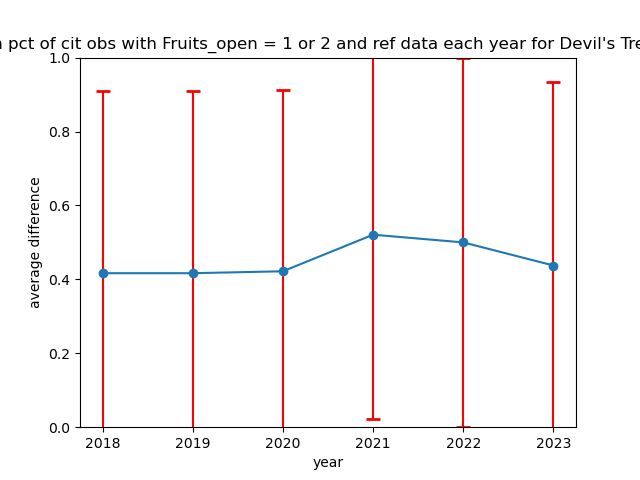 pct of cit obs with Fruits_open = 1 or 2 and ref data each year for Devil's
1.0
0.8
0.6
0.4
0.2
0.0
average difference
2018 2019 2020 2021 2022 2023
year